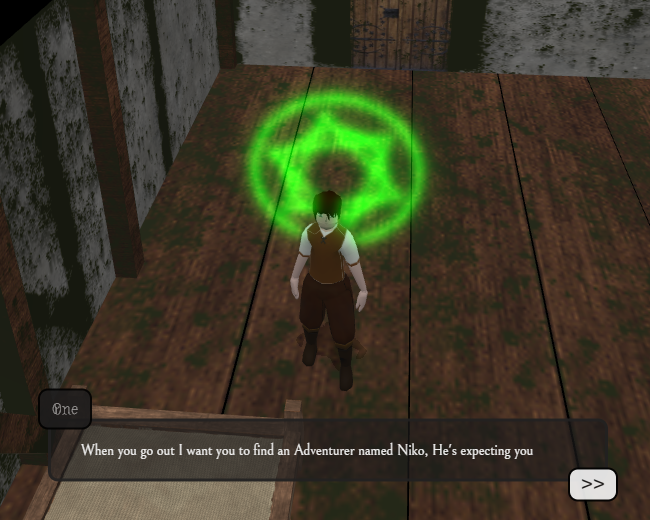 One
When you go out I want you to find an Adventurer named Niko, He's expecting you
>>